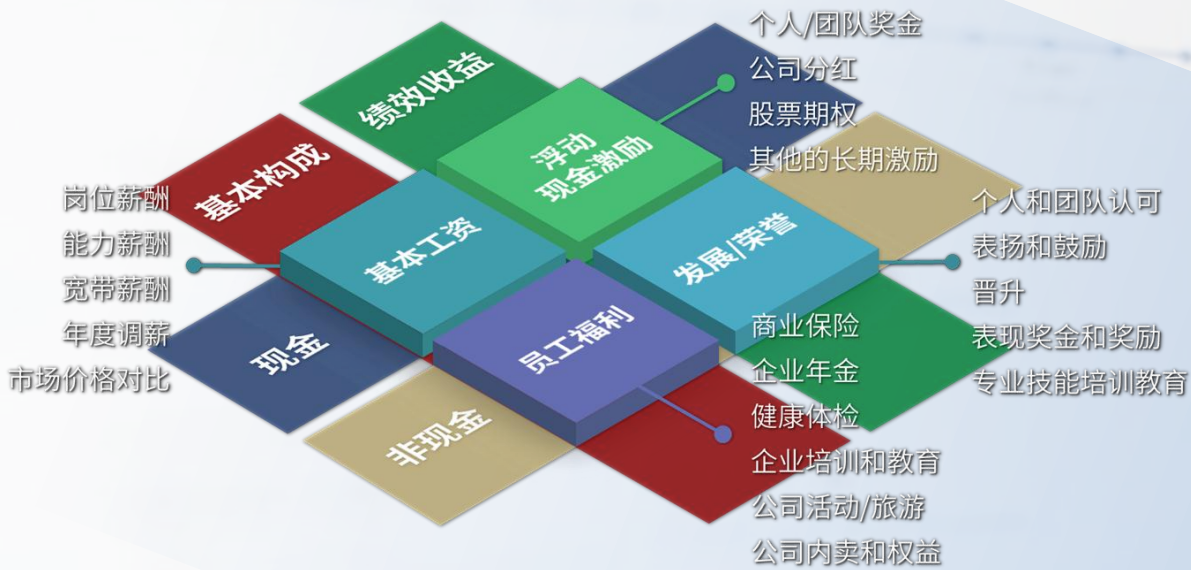 个人/团队奖金
公司分红
股票期权
其他的长期激励
绩效收益
浮动
现金激励
基本构成
岗位薪酬
能力薪酬
宽带薪酬
年度调薪
市场价格对比
基本工资
发展/荣誉
个人和团队认可
表扬和鼓励
晋升
表现奖金和奖励
专业技能培训教育
现金
员工福利
非现金
商业保险
企业年金
健康体检
企业培训和教育
公司活动/旅游
公司内卖和权益